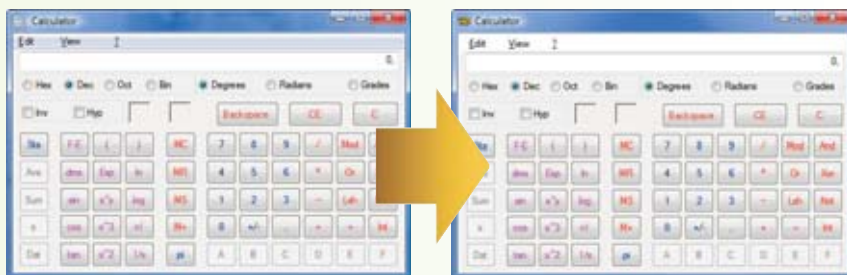 Calculator
Edit View
0.
Hex Dec Oct Bin Degrees Radians Grades
Inv Hyp Backspace CE C
Sta F-E ( ) MC 7 8 9 / Mod
Ave dms Exp ln MR 4 5 6 * Or
Sum sin x^y log MS 1 2 3 - Lsh
s cos x^3 n! M+ 0 +/- . + = Int
Dat tan x^2 1/x pi A B C D E F
Calculator
Edit View
0.
Hex Dec Oct Bin Degrees Radians Grades
Inv Hyp Backspace CE C
Sta F-E ( ) MC 7 8 9 / Mod And
dms Exp ln MR 4 5 6 * Or Xor
Sum sin x^y log MS 1 2 3 - Lsh Not
s cos x^3 n! M+ 0 +/- . + = Int
Dat tan x^2 1/x pi A B C D E F